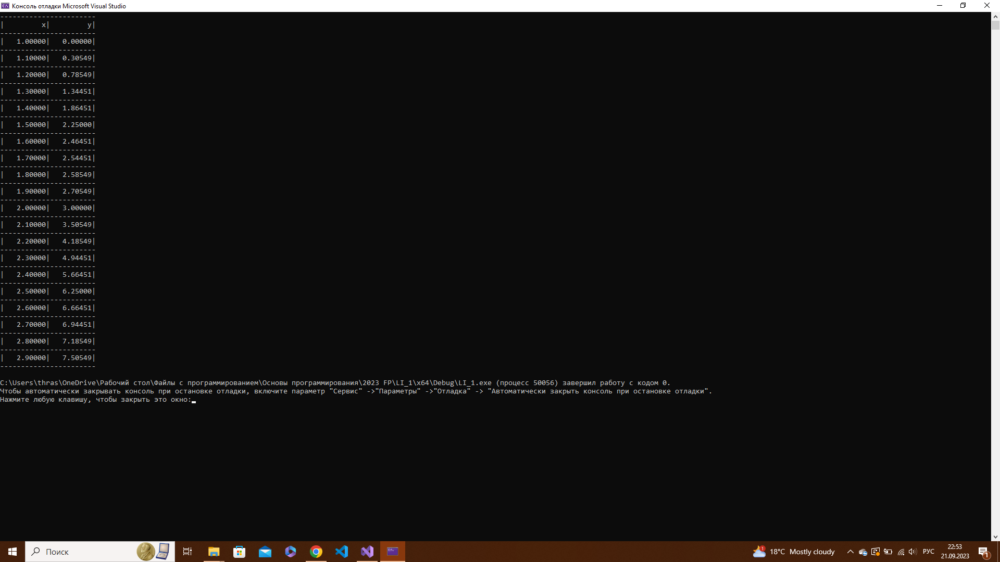 Консоль отладки Microsoft Visual Studio
-----------------------
|         x|         y|
-----------------------
|   1.00000|   0.00000|
-----------------------
|   1.10000|   0.30549|
-----------------------
|   1.20000|   0.78549|
-----------------------
|   1.30000|   1.34451|
-----------------------
|   1.40000|   1.86451|
-----------------------
|   1.50000|   2.25000|
-----------------------
|   1.60000|   2.46451|
-----------------------
|   1.70000|   2.54451|
-----------------------
|   1.80000|   2.58549|
-----------------------
|   1.90000|   2.70549|
-----------------------
|   2.00000|   3.00000|
-----------------------
|   2.10000|   3.50549|
-----------------------
|   2.20000|   4.18549|
-----------------------
|   2.30000|   4.94451|
-----------------------
|   2.40000|   5.66451|
-----------------------
|   2.50000|   6.25000|
-----------------------
|   2.60000|   6.66451|
-----------------------
|   2.70000|   6.94451|
-----------------------
|   2.80000|   7.18549|
-----------------------
|   2.90000|   7.50549|
-----------------------
C:\Users\thras\OneDrive\Рабочий стол\Файлы с программированием\Основы программирования\2023 FP\LI_1\x64\Debug\LI_1.exe (процесс 50056) завершил работу с кодом 0.
Чтобы автоматически закрывать консоль при остановке отладки, включите параметр "Сервис" ->"Параметры" ->"Отладка" -> "Автоматически закрыть консоль при остановке отладки".
Нажмите любую клавишу, чтобы закрыть это окно:
Поиск
1
18°C Mostly cloudy
РУС
22:53
21.09.2023
1